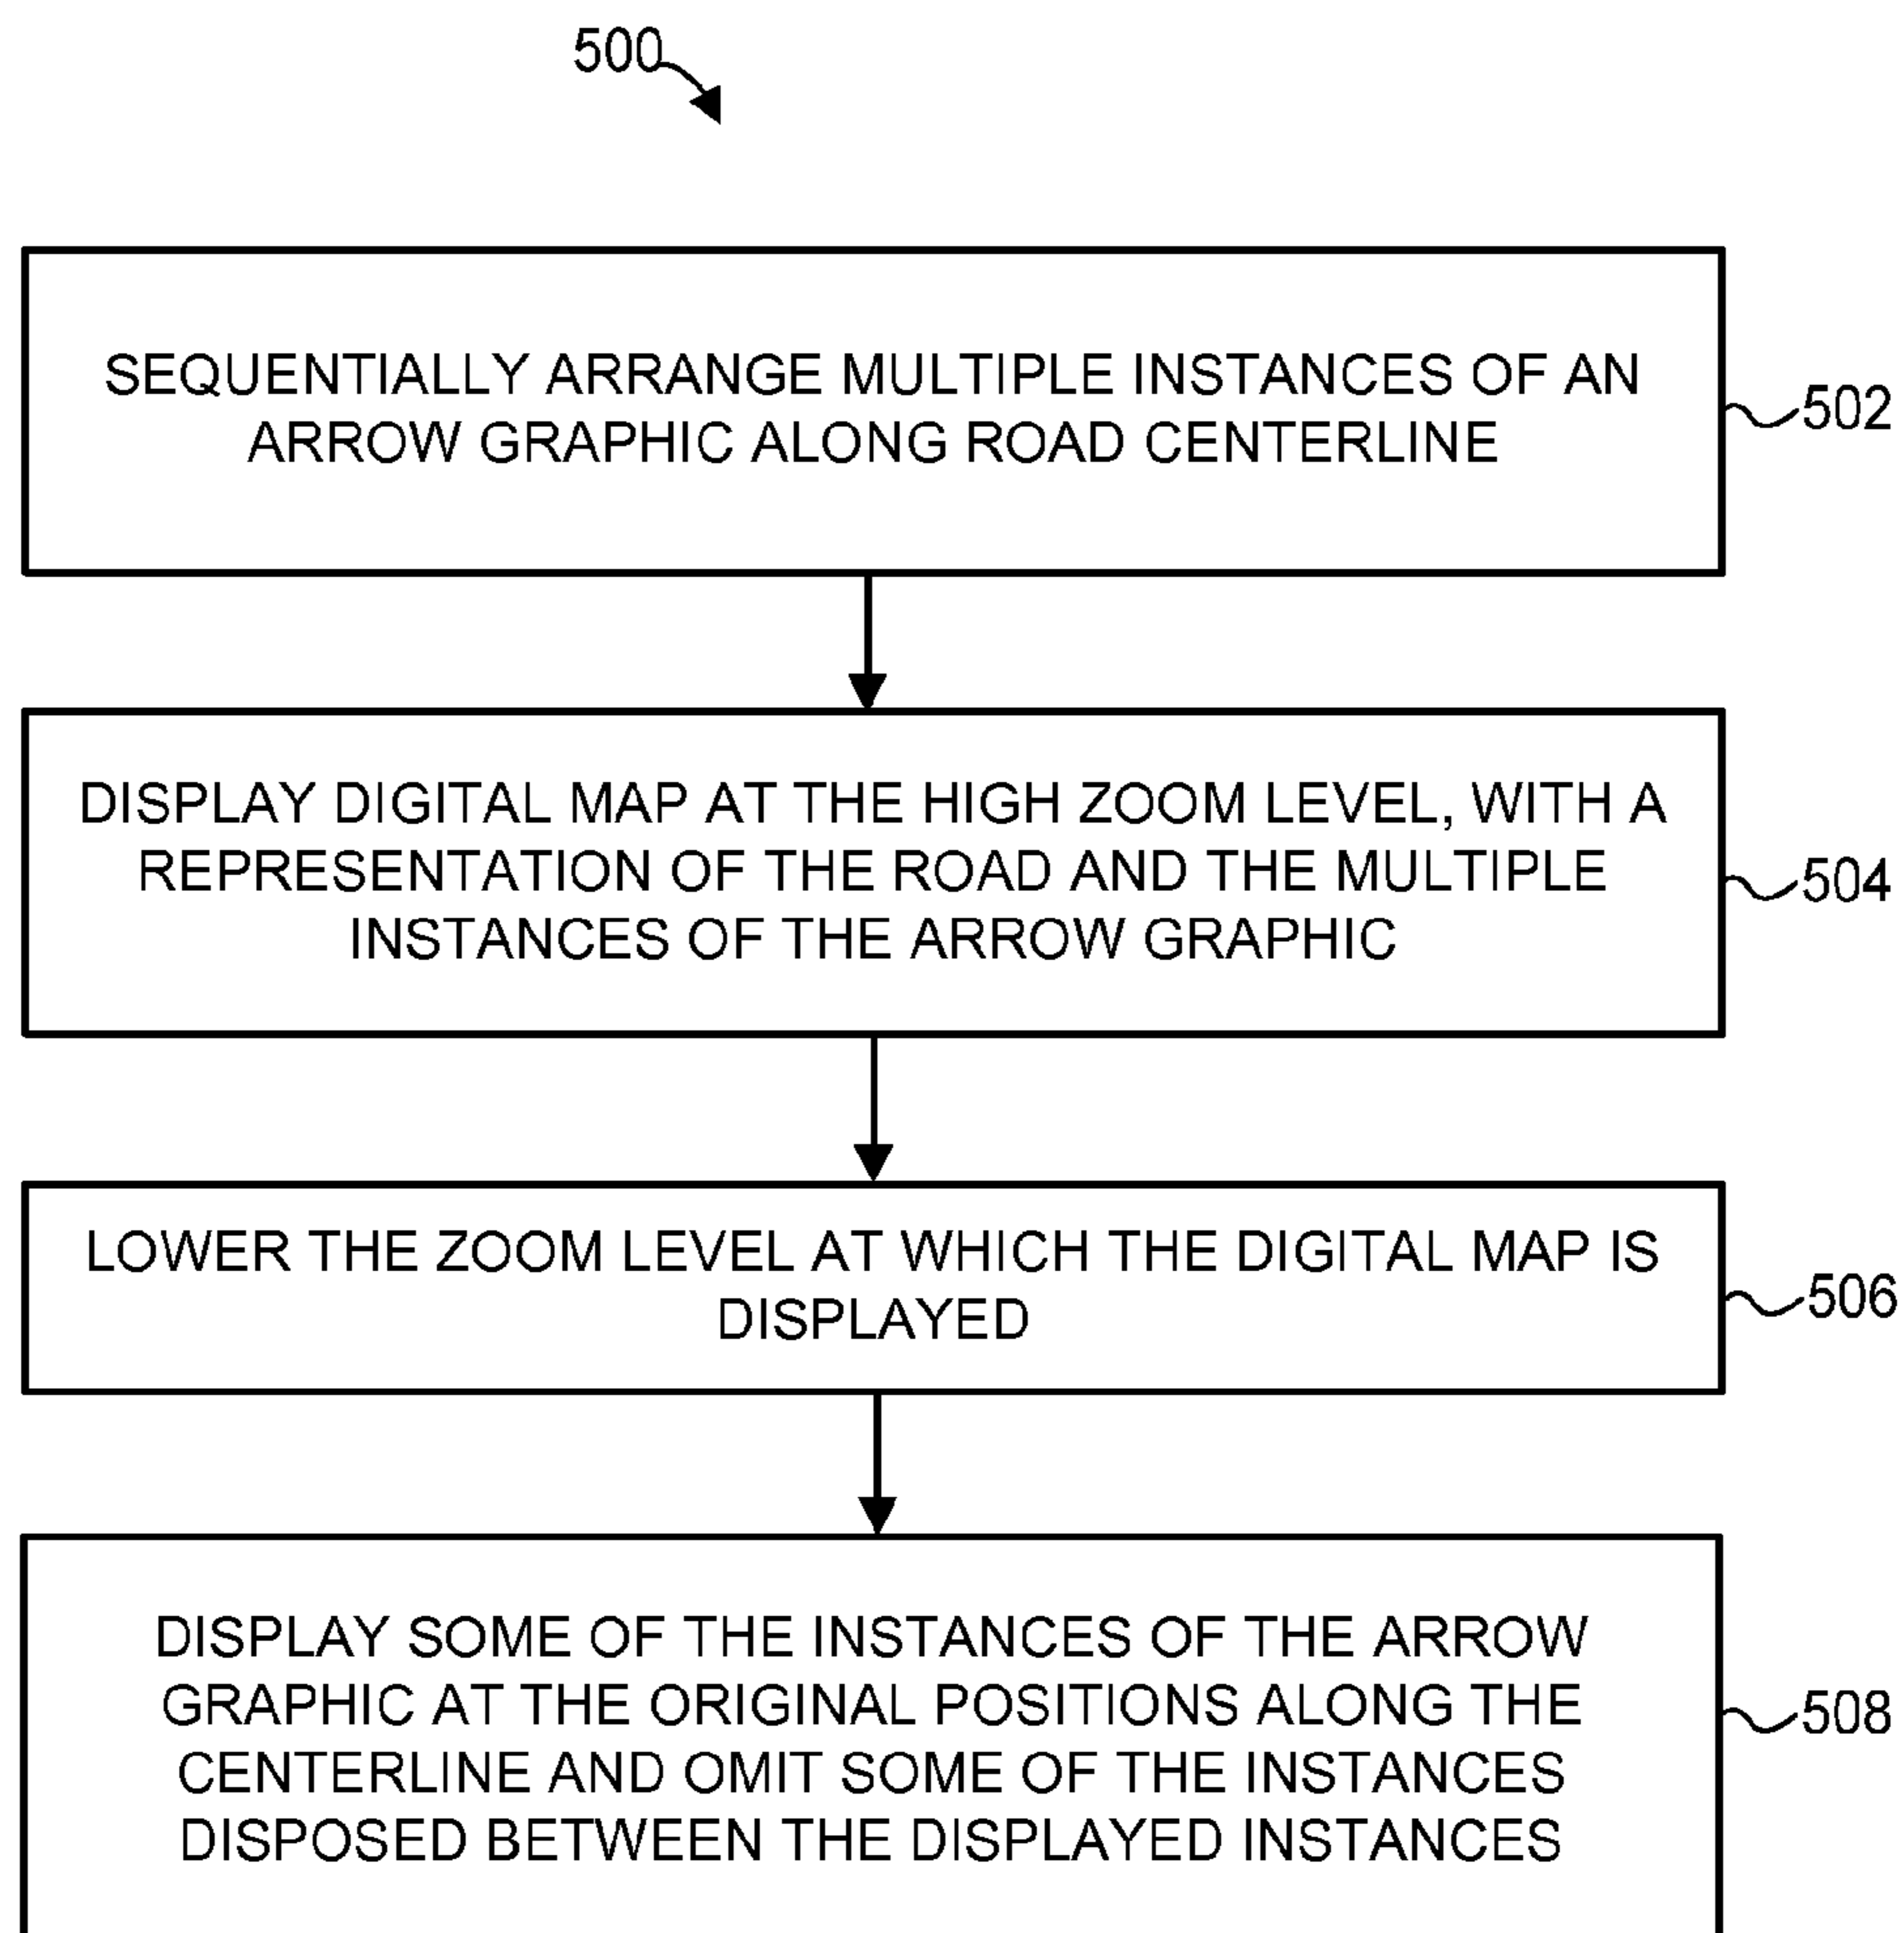 500
SEQUENTIALLY ARRANGE MULTIPLE INSTANCES OF AN
ARROW GRAPHIC ALONG ROAD CENTERLINE
502
DISPLAY DIGITAL MAP AT THE HIGH ZOOM LEVEL, WITH A
REPRESENTATION OF THE ROAD AND THE MULTIPLE
INSTANCES OF THE ARROW GRAPHIC
504
LOWER THE ZOOM LEVEL AT WHICH THE DIGITAL MAP IS
DISPLAYED
506
DISPLAY SOME OF THE INSTANCES OF THE ARROW
GRAPHIC AT THE ORIGINAL POSITIONS ALONG THE
CENTERLINE AND OMIT SOME OF THE INSTANCES
DISPOSED BETWEEN THE DISPLAYED INSTANCES
508